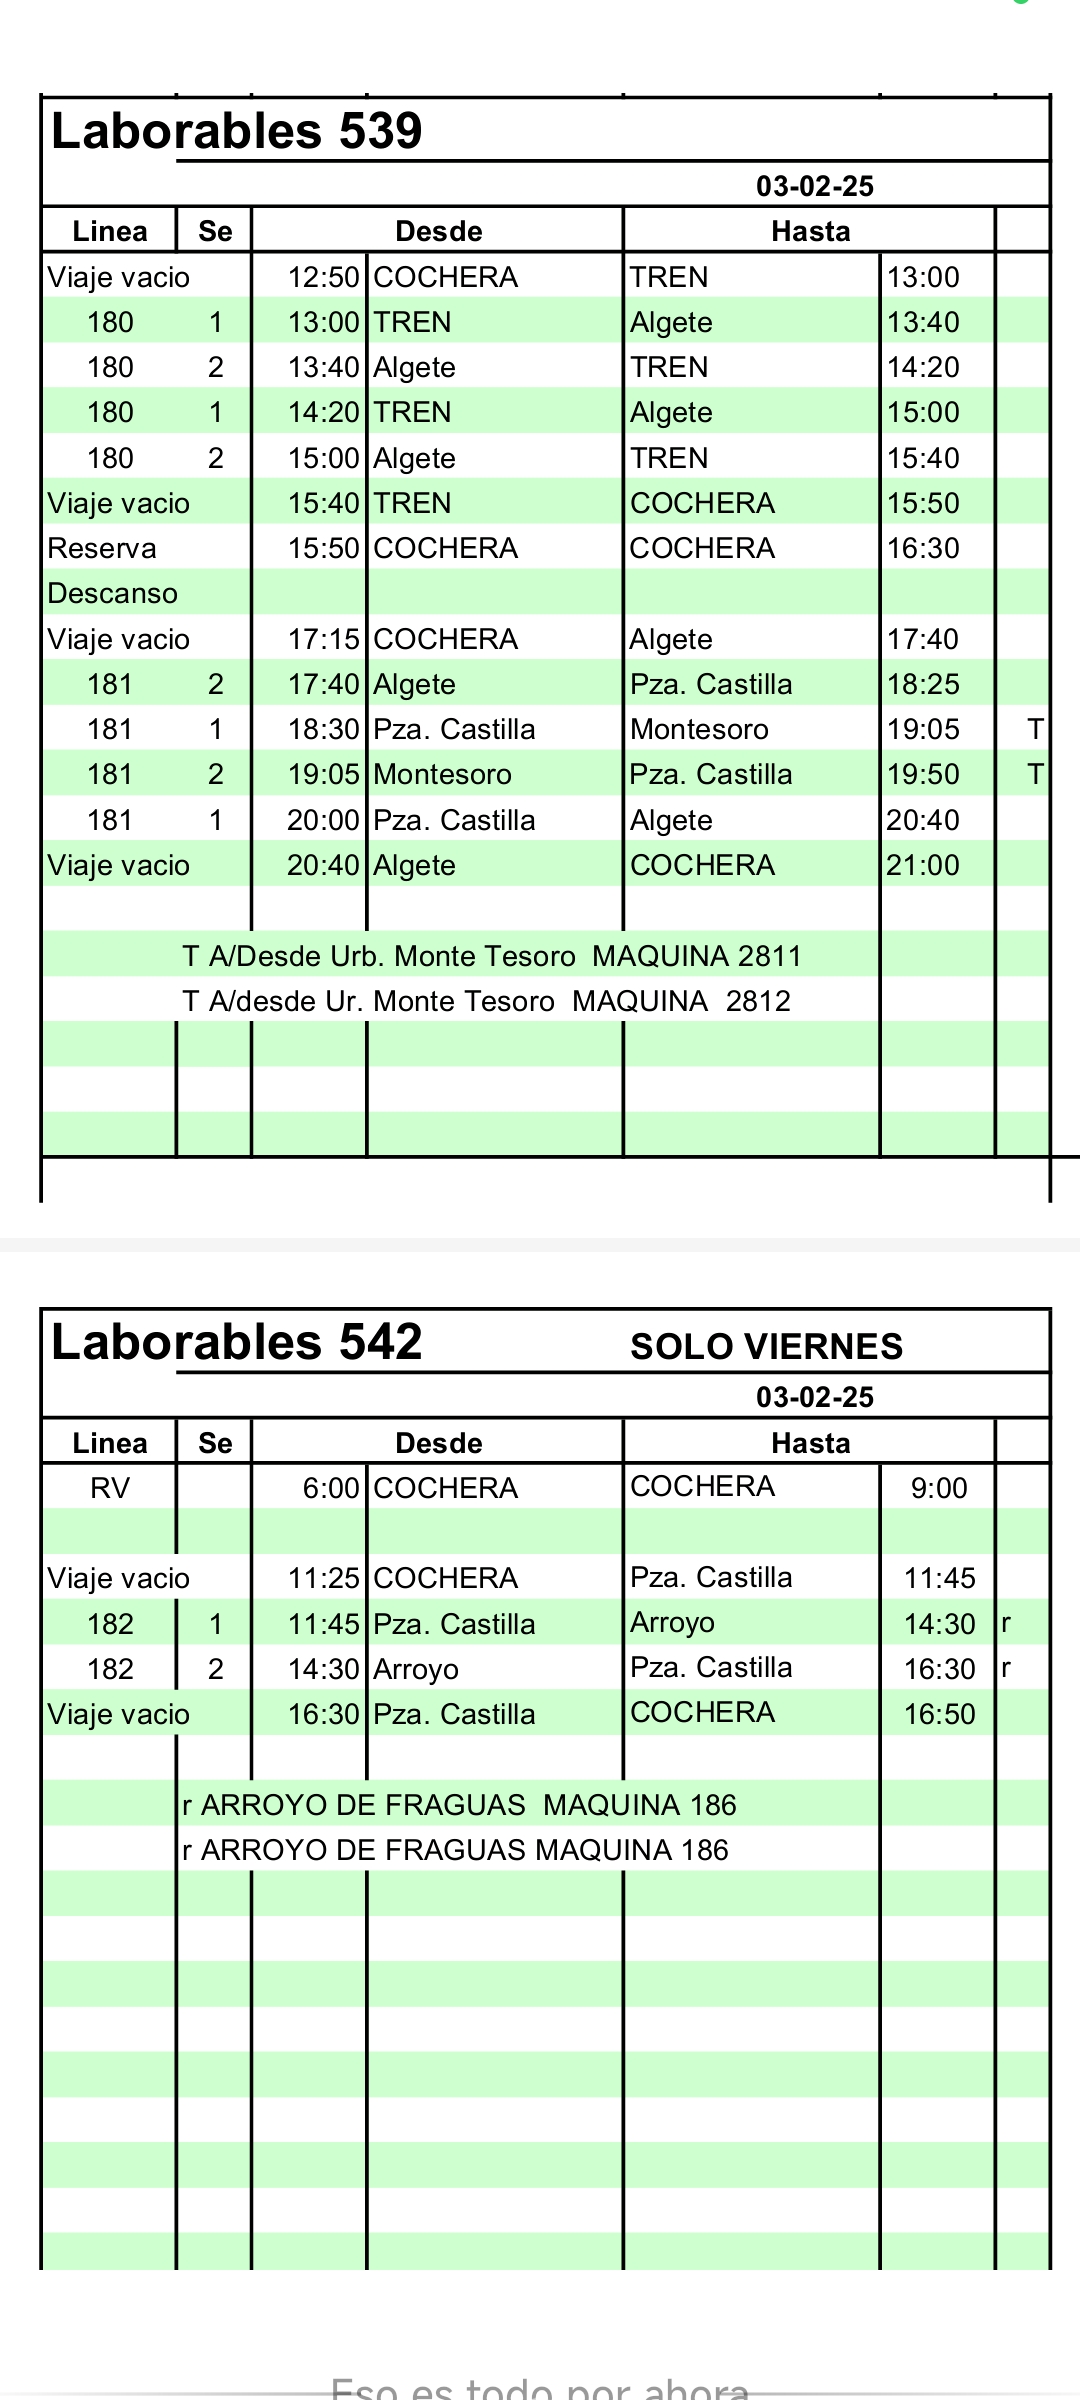 Laborables 539
03-02-25
Linea Se Desde Hasta
Viaje vacio 12:50 COCHERA TREN 13:00
180 1 13:00 TREN Algete 13:40
180 2 13:40 Algete TREN 14:20
180 1 14:20 TREN Algete 15:00
180 2 15:00 Algete TREN 15:40
Viaje vacio 15:40 TREN COCHERA 15:50
Reserva 15:50 COCHERA COCHERA 16:30
Descanso
Viaje vacio 17:15 COCHERA Algete 17:40
181 2 17:40 Algete Pza. Castilla 18:25
181 1 18:30 Pza. Castilla Montesoro 19:05 T
181 2 19:05 Montesoro Pza. Castilla 19:50 T
181 1 20:00 Pza. Castilla Algete 20:40
Viaje vacio 20:40 Algete COCHERA 21:00
T A/Desde Urb. Monte Tesoro MAQUINA 2811
T A/desde Ur. Monte Tesoro MAQUINA 2812
Laborables 542 SOLO VIERNES
03-02-25
Linea Se Desde Hasta
RV 6:00 COCHERA COCHERA 9:00
Viaje vacio 11:25 COCHERA Pza. Castilla 11:45
182 1 11:45 Pza. Castilla Arroyo 14:30 r
182 2 14:30 Arroyo Pza. Castilla 16:30 r
Viaje vacio 16:30 Pza. Castilla COCHERA 16:50
r ARROYO DE FRAGUAS MAQUINA 186
r ARROYO DE FRAGUAS MAQUINA 186
Eso es todo por ahora